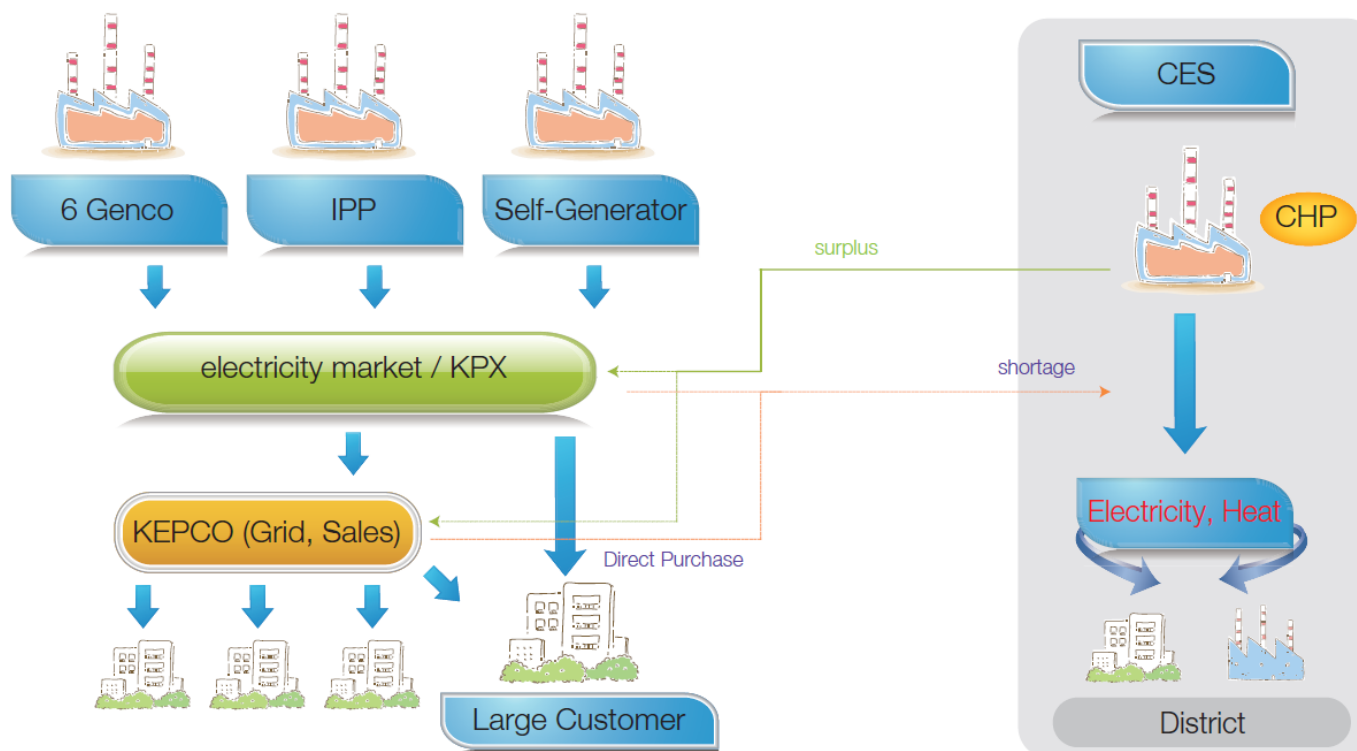 CES
6 Genco
IPP
Self-Generator
CHP
surplus
electricity market / KPX
shortage
KEPCO (Grid, Sales)
Electricity, Heat
Direct Purchase
Large Customer
District